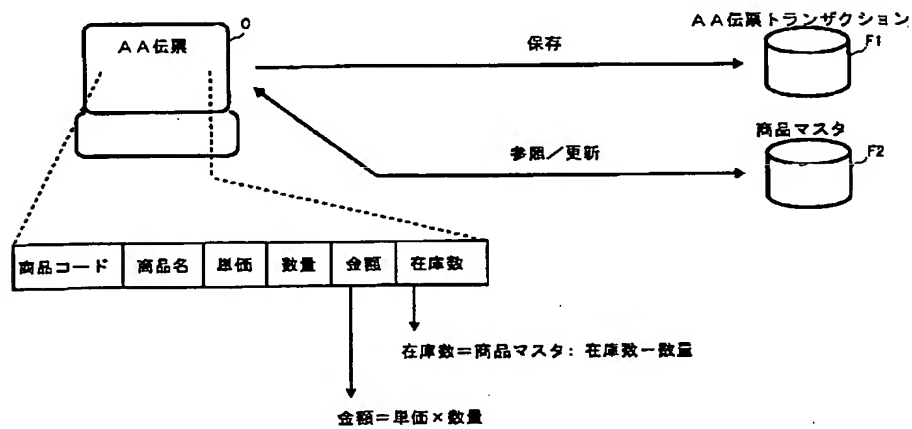 AA伝票トランザクション
O
AA伝票
保存
F1
商品マスタ
参照/更新
F2
商品コード 商品名 単価 数量 金額 在庫数
在庫数=商品マスタ:在庫数-数量
金額=単価×数量